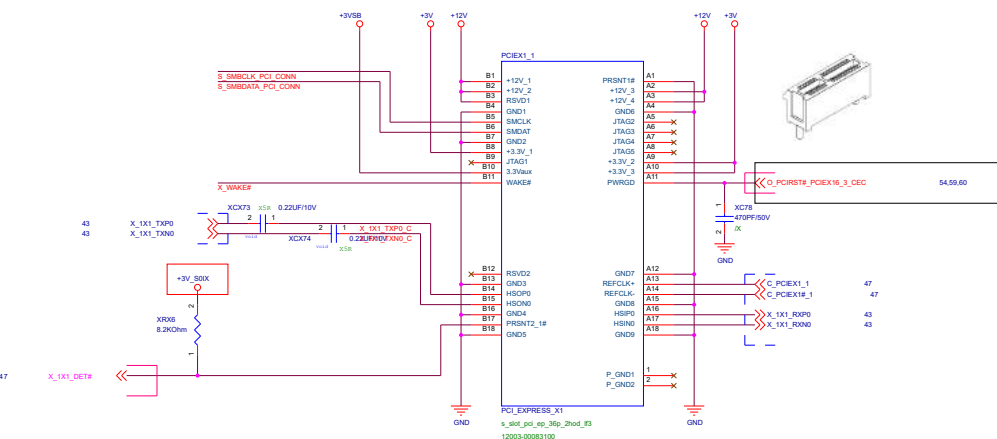 +3VSB
+3V
+12V
+12V
+3V
PCIEX1_1
S_SMBCLK_PCI_CONN
S_SMBDATA_PCI_CONN
B1 +12V_1 PRSNT1# A1
B2 +12V_2 +12V_3 A2
B3 RSVD1 +12V_4 A3
B4 GND1 GND6 A4
B5 SMCLK JTAG2 A5
B6 SMDAT JTAG3 A6
B7 GND2 JTAG4 A7
B8 +3.3V_1 JTAG5 A8
B9 JTAG1 +3.3V_2 A9
B10 3.3Vaux +3.3V_3 A10
B11 WAKE# PWRGD A11
X_WAKE#
O_PCIRST#_PCIEX16_3_CEC 54,59,60
XCX73 X5R 0.22UF/10V
2 1
43 X_1X1_TXP0
43 X_1X1_TXN0
void
XCX74
2 1
0.22UF/10V
void
X5R
X_1X1_TXP0_C
X_1X1_TXN0_C
1
XC78
470PF/50V
/X
2
GND
B12 RSVD2 GND7 A12
B13 GND3 REFCLK+ A13
B14 HSOP0 REFCLK- A14
B15 HSON0 GND8 A15
B16 GND4 HSIP0 A16
B17 PRSNT2_1# HSIN0 A17
B18 GND5 GND9 A18
C_PCIEX1_1 47
C_PCIEX1#_1 47
X_1X1_RXP0 43
X_1X1_RXN0 43
+3V_S0IX
2
XRX6
8.2KOhm
1
47 X_1X1_DET#
P_GND1 1
P_GND2 2
GND
GND
PCI_EXPRESS_X1
s_slot_pci_ep_36p_2hod_lf3
12003-00083100